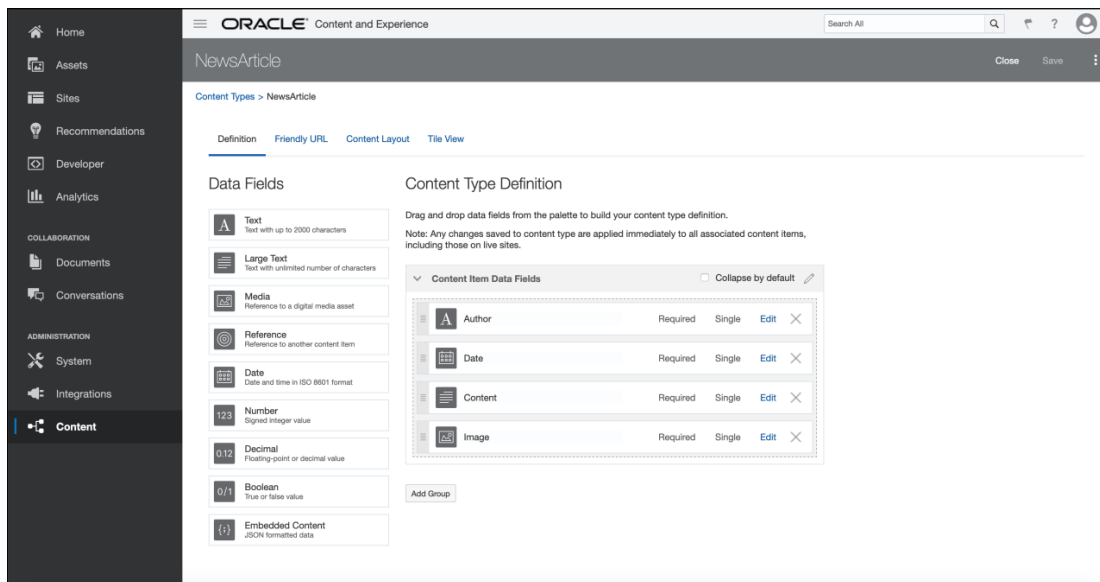 Home
Assets
Sites
Recommendations
Developer
Analytics
COLLABORATION
Documents
Conversations
ADMINISTRATION
System
Integrations
Content
ORACLE Content and Experience
Search All
?
NewsArticle
Close
Save
Content Types > NewsArticle
Definition
Friendly URL
Content Layout
Tile View
Data Fields
A
Text
Text with up to 2000 characters
Large Text
Text with unlimited number of characters
Media
Reference to a digital media asset
Reference
Reference to another content item
Date
Date and time in ISO 8601 format
123
Number
Signed integer value
0.12
Decimal
Floating-point or decimal value
0/1
Boolean
True or false value
{;}
Embedded Content
JSON formatted data
Content Type Definition
Drag and drop data fields from the palette to build your content type definition.
Note: Any changes saved to content type are applied immediately to all associated content items,
including those on live sites.
Content Item Data Fields
Collapse by default
A Author Required Single Edit
Date Required Single Edit
Content Required Single Edit
Image Required Single Edit
Add Group